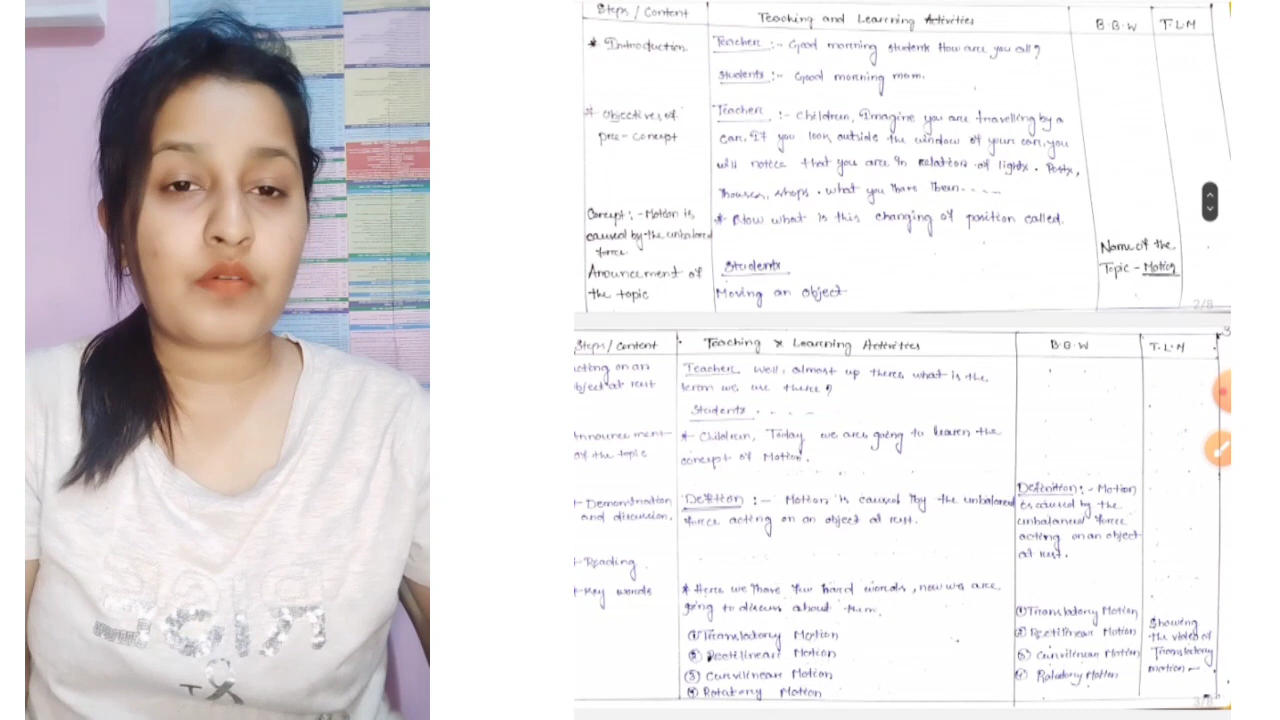 Steps/Content Teaching and Learning Activities B.B.W T.L.M
* Introduction Teacher :- Good morning students How are you all?
Students :- Good morning mam.
* Objectives of pre-concept
Teacher :- Children, Imagine you are travelling by a
car. If you look outside the window of your car, you
will notice that you are in relation of lights. Posts,
houses, shops. what you have been.....
Concept :- Motion is
caused by the unbalanced
force
* Now what is this changing of position called.
Anouncement of
the topic
Students
Moving an object
Name of the
Topic - Motion
2/8
Steps/Content Teaching & Learning Activities B.B.W T.L.M
acting on an
object at rest
Teacher Well, almost up there, what is the
term we use there?
Students . . . .
Announcement
of the topic
* Children, Today we are going to learn the
concept of Motion.
* Demonstration
and discussion.
:- Motion is caused by the unbalanced
force acting on an object at rest.
Definition :- Motion
is caused by the
unbalanced force
acting on an object
at rest.
* Reading
* Key words
* Here we have few hard words, now we are
going to discuss about them.
① Translatory Motion
② Rectilinear Motion
③ Curvilinear Motion
④ Rotatory Motion
① Translatory Motion
② Rectilinear Motion
③ Curvilinear Motion
④ Rotatory Motion
Showing
the video of
Translatory
motion
3/8